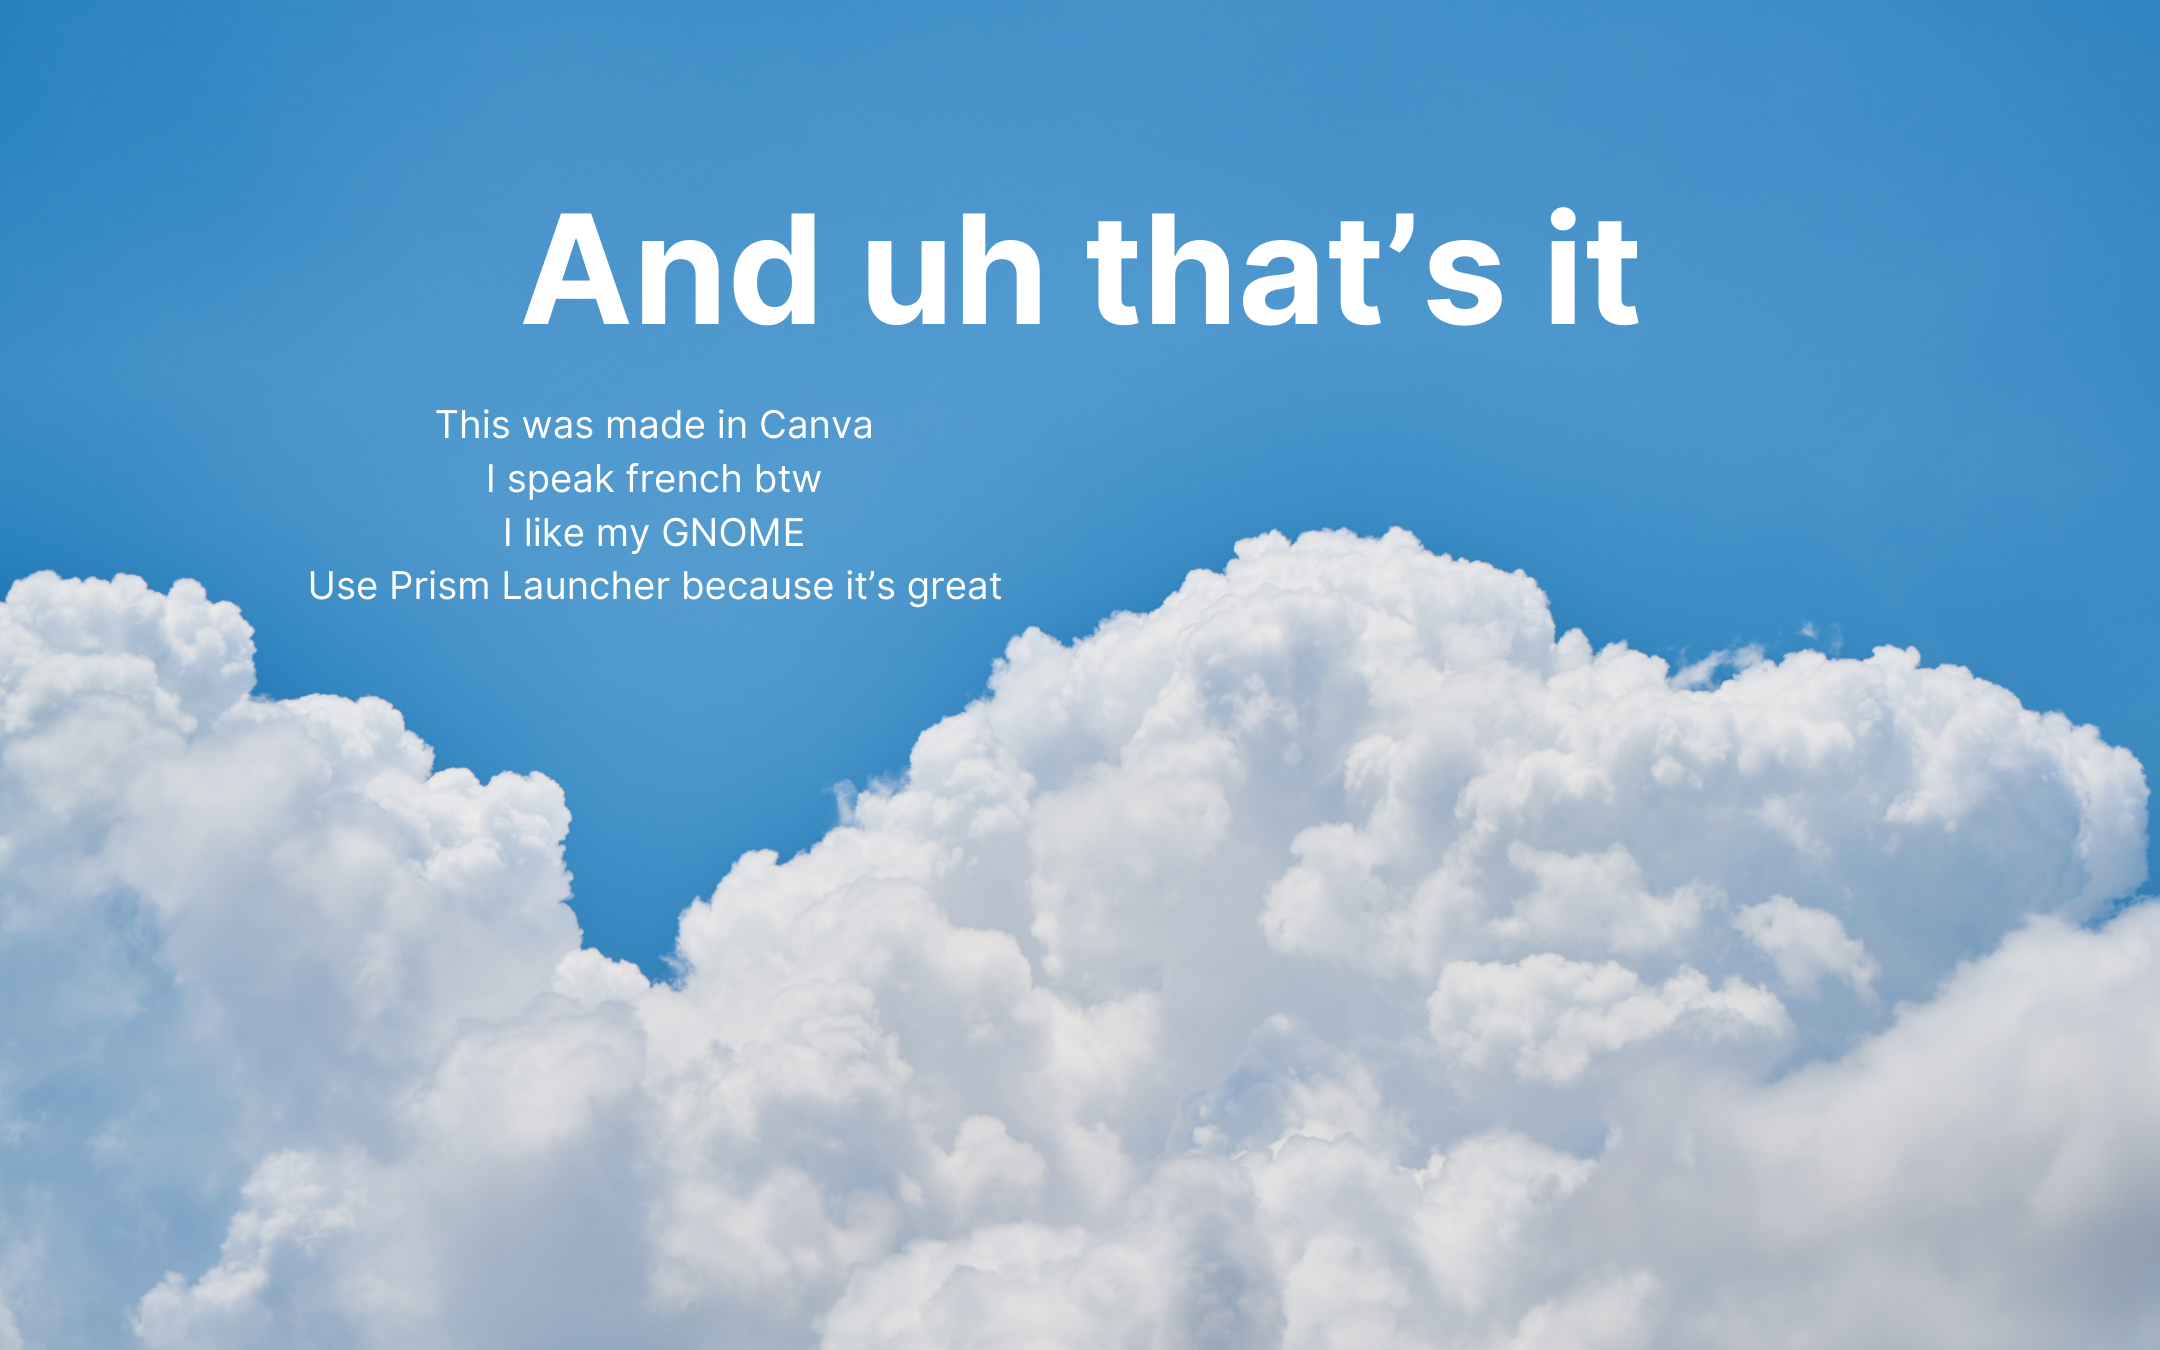 And uh that’s it
This was made in Canva
I speak french btw
I like my GNOME
Use Prism Launcher because it’s great